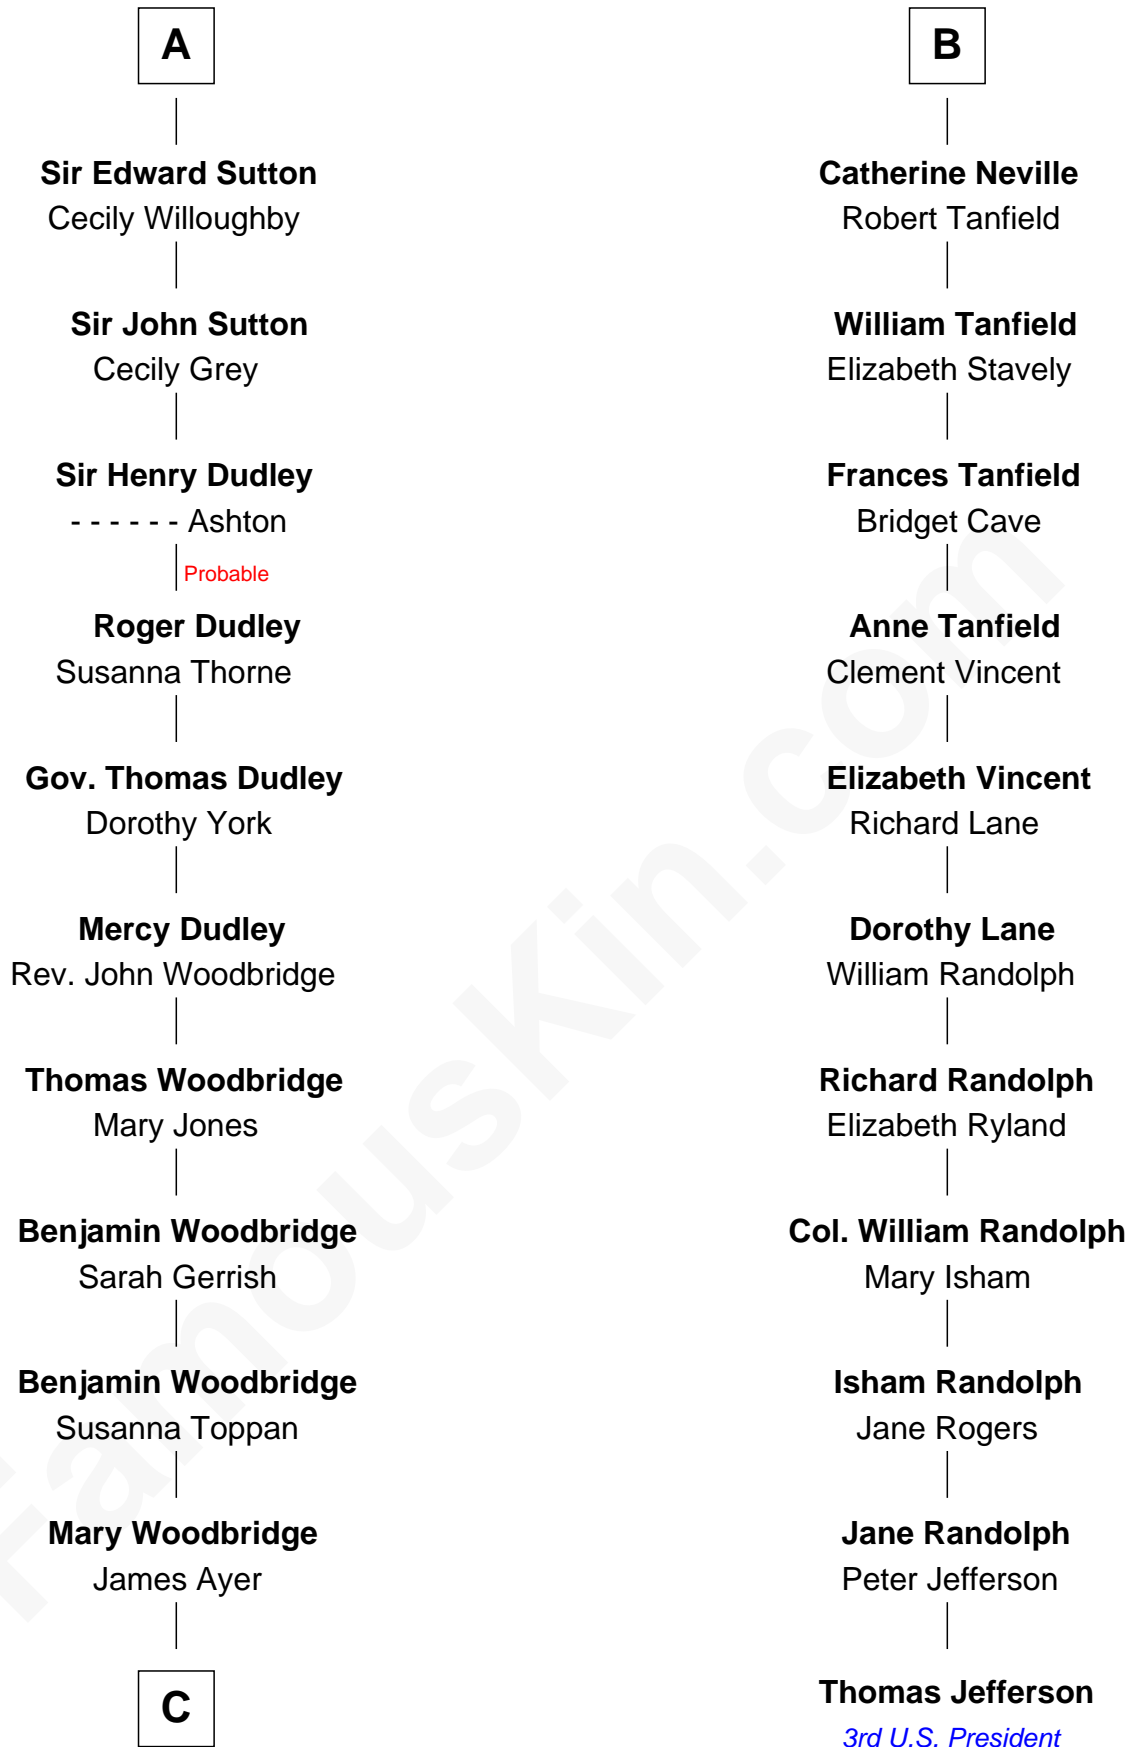 A
Sir Edward Sutton
Cecily Willoughby
Sir John Sutton
Cecily Grey
Sir Henry Dudley
- - - - - - Ashton
Probable
Roger Dudley
Susanna Thorne
Gov. Thomas Dudley
Dorothy York
Mercy Dudley
Rev. John Woodbridge
Thomas Woodbridge
Mary Jones
Benjamin Woodbridge
Sarah Gerrish
Benjamin Woodbridge
Susanna Toppan
Mary Woodbridge
James Ayer
C
B
Catherine Neville
Robert Tanfield
William Tanfield
Elizabeth Stavely
Frances Tanfield
Bridget Cave
Anne Tanfield
Clement Vincent
Elizabeth Vincent
Richard Lane
Dorothy Lane
William Randolph
Richard Randolph
Elizabeth Ryland
Col. William Randolph
Mary Isham
Isham Randolph
Jane Rogers
Jane Randolph
Peter Jefferson
Thomas Jefferson
3rd U.S. President
FamousKin.com